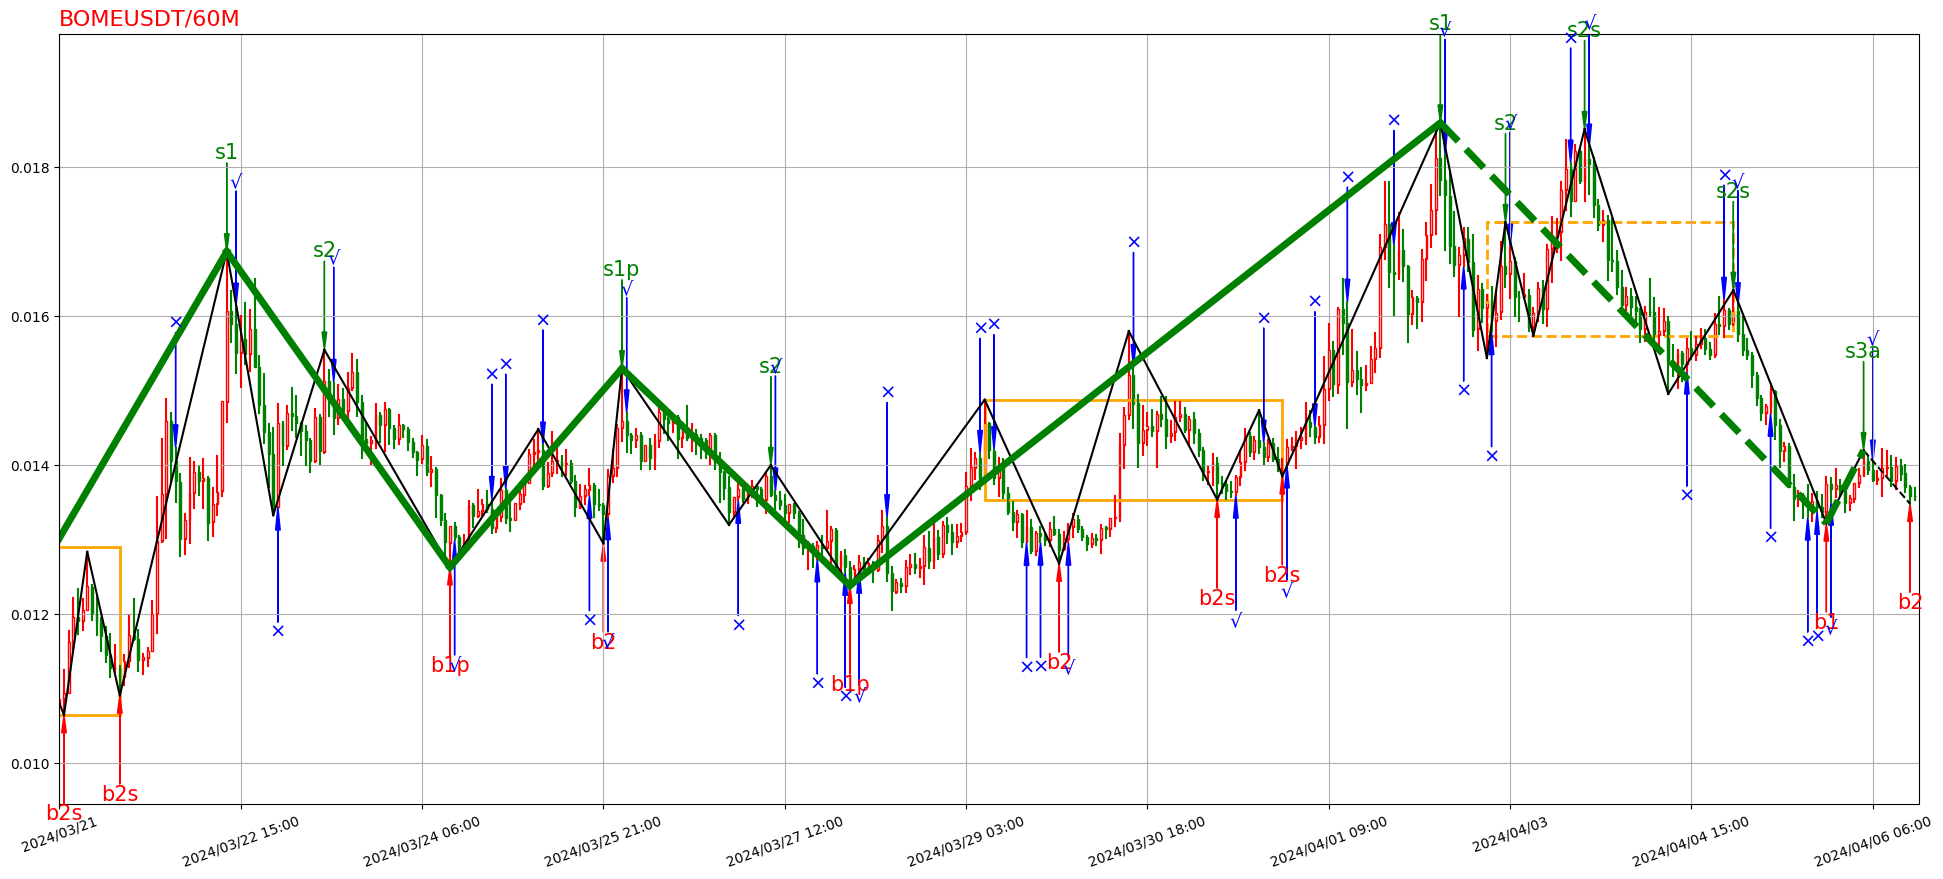 BOMEUSDT/60M
s1
√
s2s
×
√
s2
√
×
s1
√
×
×
√
s2s
s2
√
s1p
√
×
×
×
×
×
×
√
s3a
×
×
s2
√
×
×
×
×
×
×
×
b2s
√
b2s
√
b2
×
×
b1
√
×
×
b2
√
×
×
b2
√
b1p
√
×
b1p
×
√
b2s
b2s
0.018
0.016
0.014
0.012
0.010
2024/03/21
2024/03/22 15:00
2024/03/24 06:00
2024/03/25 21:00
2024/03/27 12:00
2024/03/29 03:00
2024/03/30 18:00
2024/04/01 09:00
2024/04/03
2024/04/04 15:00
2024/04/06 06:00